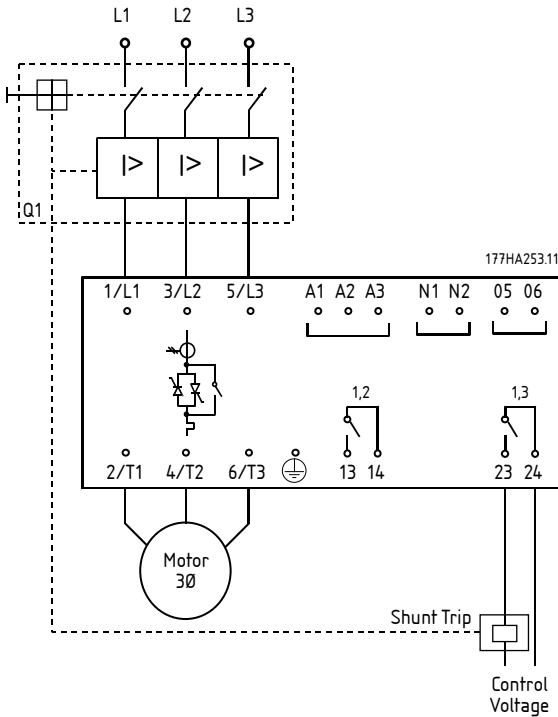 L1 L2 L3
|> |> |>
Q1
177HA253.11
1/L1 3/L2 5/L3 A1 A2 A3 N1 N2 05 06
1,2 1,3
2/T1 4/T2 6/T3 13 14 23 24
Motor
3Ø
Shunt Trip
Control
Voltage